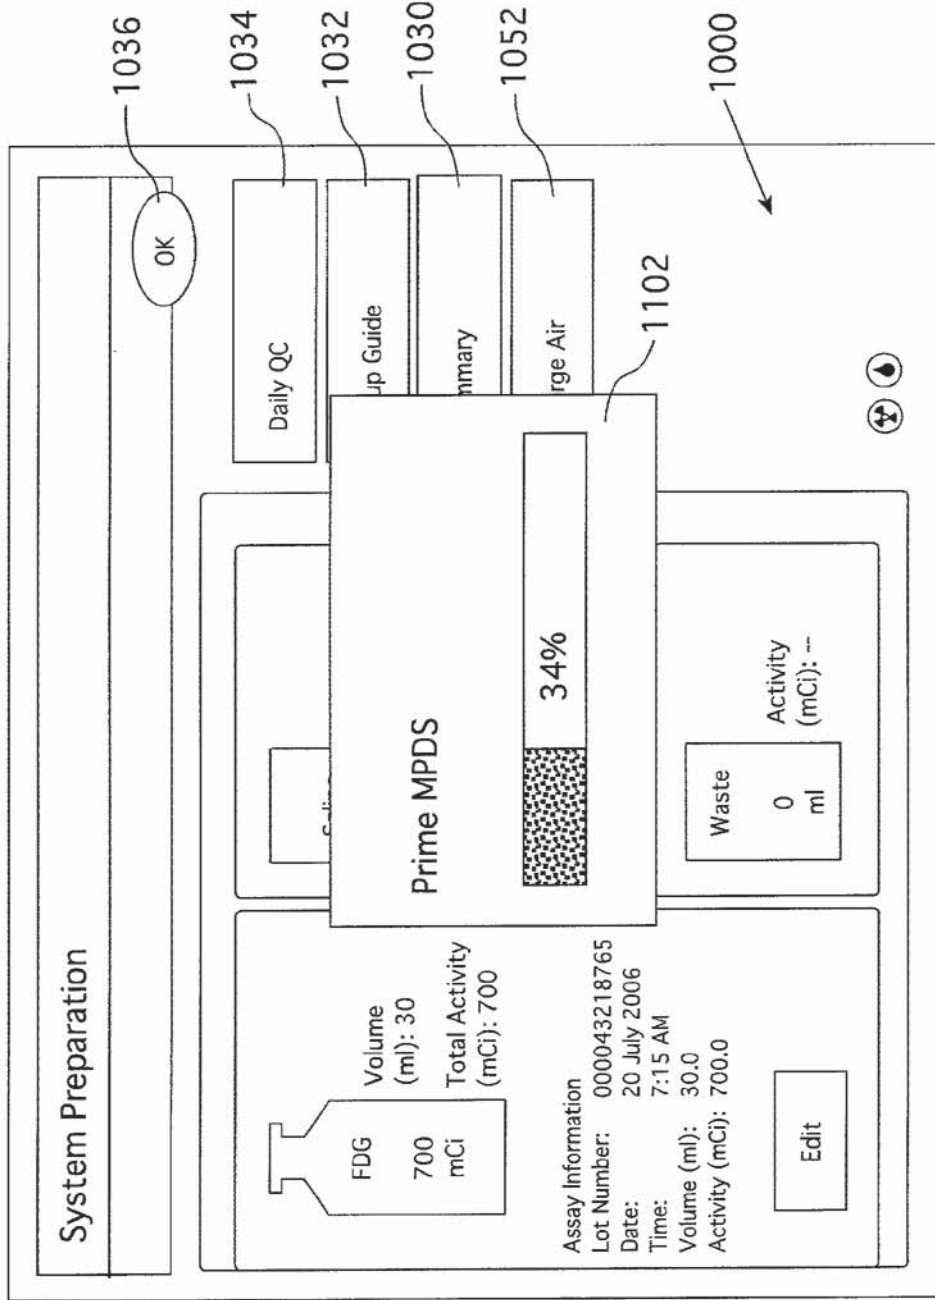 System Preparation
OK
1036
Daily QC
1034
up Guide
1032
mmary
1030
rge Air
1052
1000
FDG
700
mCi
Volume
(ml): 30
Total Activity
(mCi): 700
Assay Information
Lot Number: 000043218765
Date: 20 July 2006
Time: 7:15 AM
Volume (ml): 30.0
Activity (mCi): 700.0
Edit
Prime MPDS
34%
1102
Waste
0
ml
Activity
(mCi): --